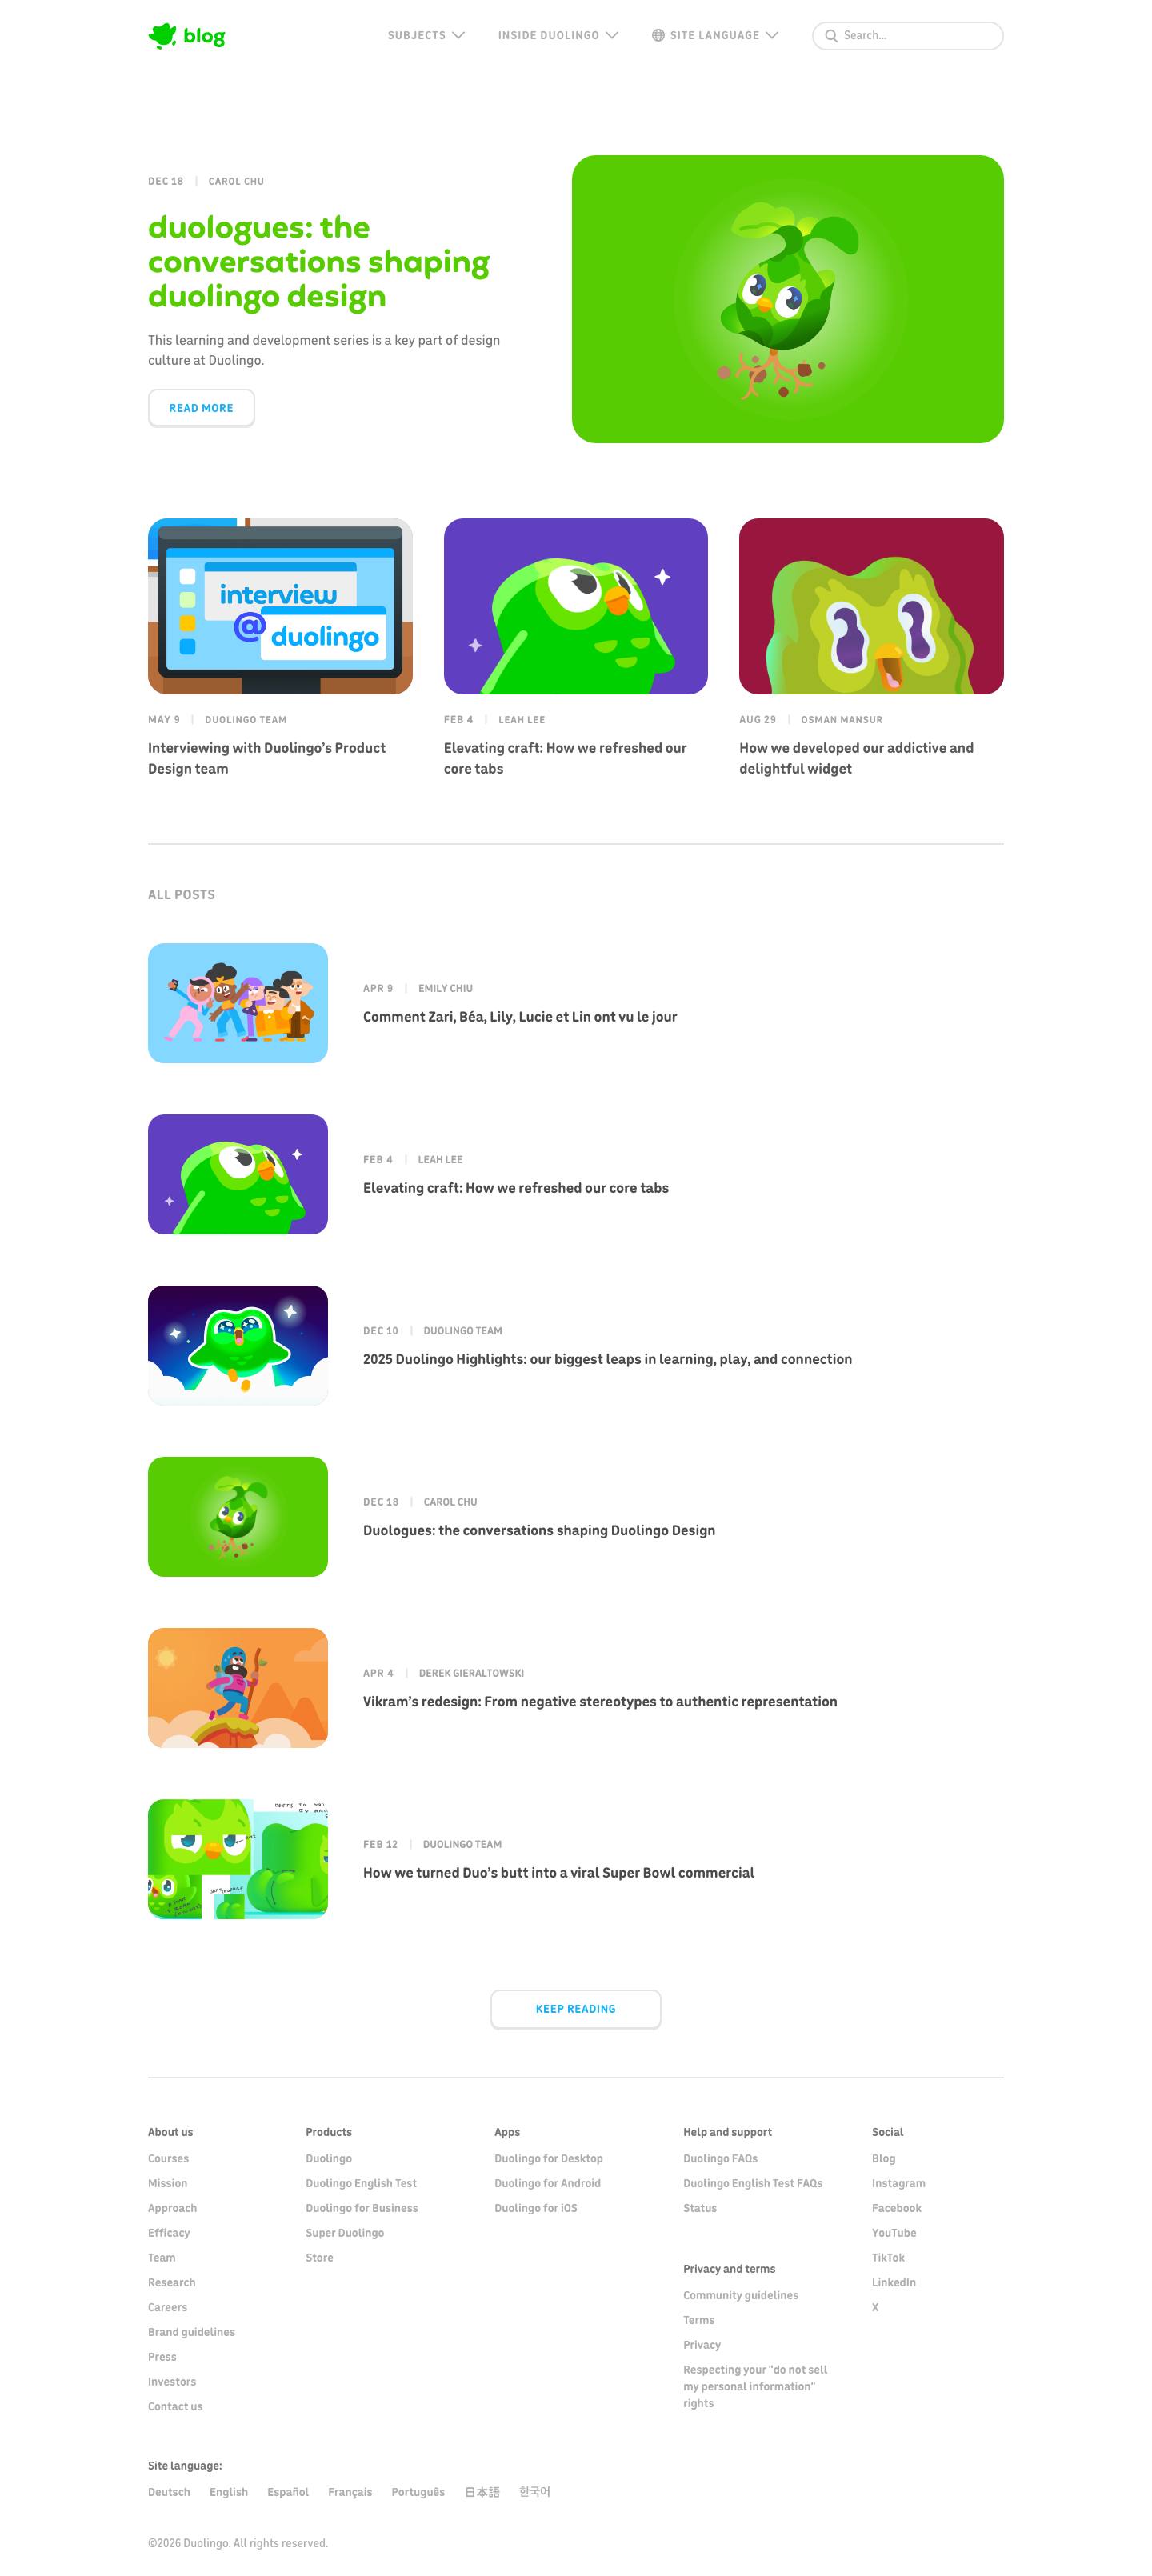 blog
SUBJECTS
INSIDE DUOLINGO
SITE LANGUAGE
Search...
DEC 18 | CAROL CHU
duologues: the
conversations shaping
duolingo design
This learning and development series is a key part of design
culture at Duolingo.
READ MORE
interview
@
duolingo
MAY 9 | DUOLINGO TEAM
Interviewing with Duolingo’s Product
Design team
FEB 4 | LEAH LEE
Elevating craft: How we refreshed our
core tabs
AUG 29 | OSMAN MANSUR
How we developed our addictive and
delightful widget
ALL POSTS
APR 9 | EMILY CHIU
Comment Zari, Béa, Lily, Lucie et Lin ont vu le jour
FEB 4 | LEAH LEE
Elevating craft: How we refreshed our core tabs
DEC 10 | DUOLINGO TEAM
2025 Duolingo Highlights: our biggest leaps in learning, play, and connection
DEC 18 | CAROL CHU
Duologues: the conversations shaping Duolingo Design
APR 4 | DEREK GIERALTOWSKI
Vikram’s redesign: From negative stereotypes to authentic representation
FEB 12 | DUOLINGO TEAM
How we turned Duo’s butt into a viral Super Bowl commercial
KEEP READING
About us
Courses
Mission
Approach
Efficacy
Team
Research
Careers
Brand guidelines
Press
Investors
Contact us
Products
Duolingo
Duolingo English Test
Duolingo for Business
Super Duolingo
Store
Apps
Duolingo for Desktop
Duolingo for Android
Duolingo for iOS
Help and support
Duolingo FAQs
Duolingo English Test FAQs
Status
Privacy and terms
Community guidelines
Terms
Privacy
Respecting your "do not sell
my personal information"
rights
Social
Blog
Instagram
Facebook
YouTube
TikTok
LinkedIn
X
Site language:
Deutsch English Español Français Português 日本語 한국어
©2026 Duolingo. All rights reserved.